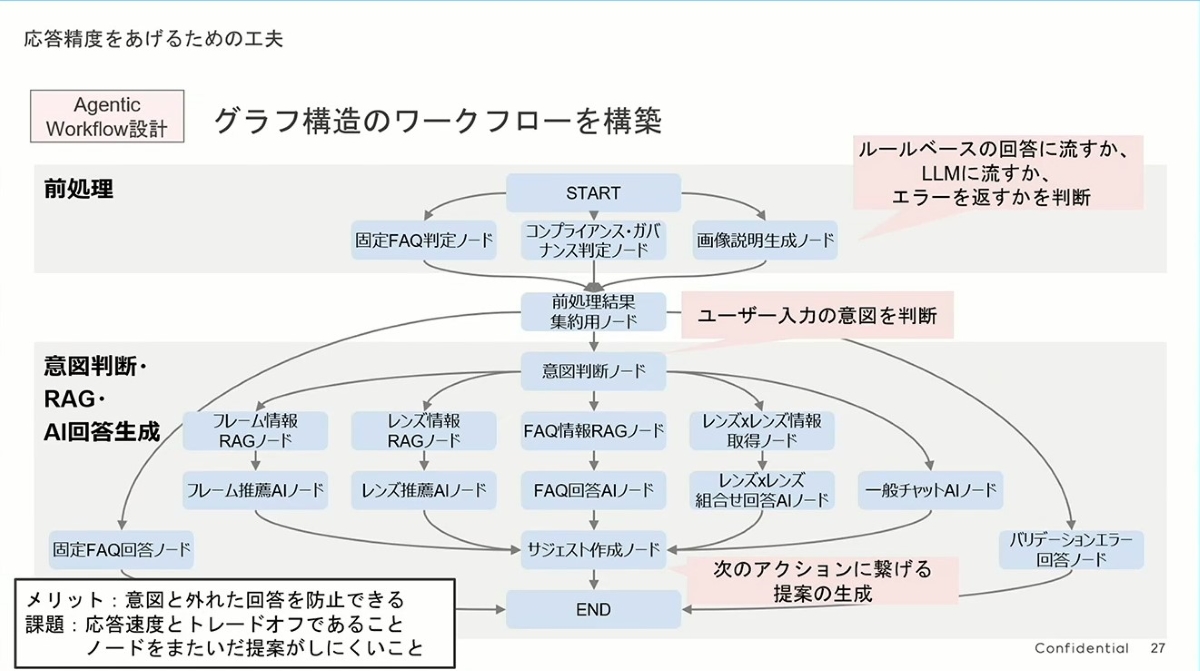 応答精度をあげるための工夫
Agentic
Workflow設計
グラフ構造のワークフローを構築
ルールベースの回答に流すか、
LLMに流すか、
エラーを返すかを判断
前処理
START
固定FAQ判定ノード
コンプライアンス・ガバ
ナンス判定ノード
画像説明生成ノード
前処理結果
集約用ノード
ユーザー入力の意図を判断
意図判断・
RAG・
AI回答生成
意図判断ノード
フレーム情報
RAGノード
レンズ情報
RAGノード
FAQ情報RAGノード
レンズxレンズ情報
取得ノード
フレーム推薦AIノード
レンズ推薦AIノード
FAQ回答AIノード
レンズxレンズ
組合せ回答AIノード
一般チャットAIノード
固定FAQ回答ノード
サジェスト作成ノード
バリデーションエラー
回答ノード
次のアクションに繋げる
提案の生成
END
メリット：意図と外れた回答を防止できる
課題：応答速度とトレードオフであること
ノードをまたいだ提案がしにくいこと
Confidential 27